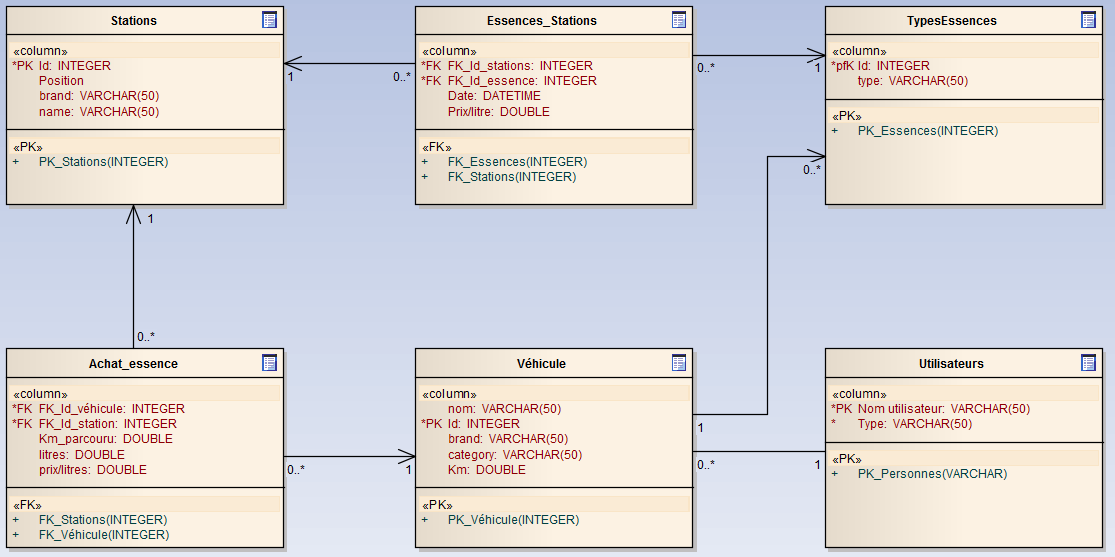 Stations
«column»
*PK Id: INTEGER
Position
brand: VARCHAR(50)
name: VARCHAR(50)
«PK»
+ PK_Stations(INTEGER)
Essences_Stations
«column»
*FK FK_Id_stations: INTEGER
*FK FK_Id_essence: INTEGER
Date: DATETIME
Prix/litre: DOUBLE
«FK»
+ FK_Essences(INTEGER)
+ FK_Stations(INTEGER)
TypesEssences
«column»
*pfK Id: INTEGER
type: VARCHAR(50)
«PK»
+ PK_Essences(INTEGER)
1
0..*
0..*
1
0..*
1
0..*
Achat_essence
«column»
*FK FK_Id_véhicule: INTEGER
*FK FK_Id_station: INTEGER
Km_parcouru: DOUBLE
litres: DOUBLE
prix/litres: DOUBLE
«FK»
+ FK_Stations(INTEGER)
+ FK_Véhicule(INTEGER)
Véhicule
«column»
nom: VARCHAR(50)
*PK Id: INTEGER
brand: VARCHAR(50)
category: VARCHAR(50)
Km: DOUBLE
«PK»
+ PK_Véhicule(INTEGER)
Utilisateurs
«column»
*PK Nom utilisateur: VARCHAR(50)
* Type: VARCHAR(50)
«PK»
+ PK_Personnes(VARCHAR)
0..*
1
1
0..*
1